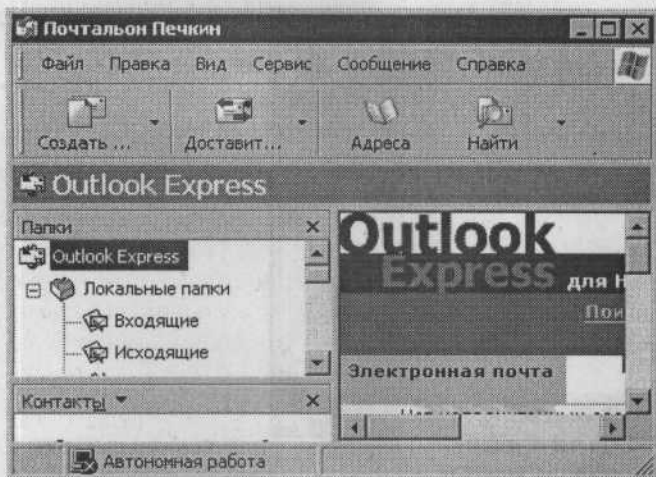 Почтальон Печкин
Файл Правка Вид Сервис Сообщение Справка
Создать ... Доставит... Адреса Найти
Outlook Express
Папки
Outlook Express
Локальные папки
Входящие
Исходящие
Контакты
Outlook
Express для
Электронная почта
Автономная работа